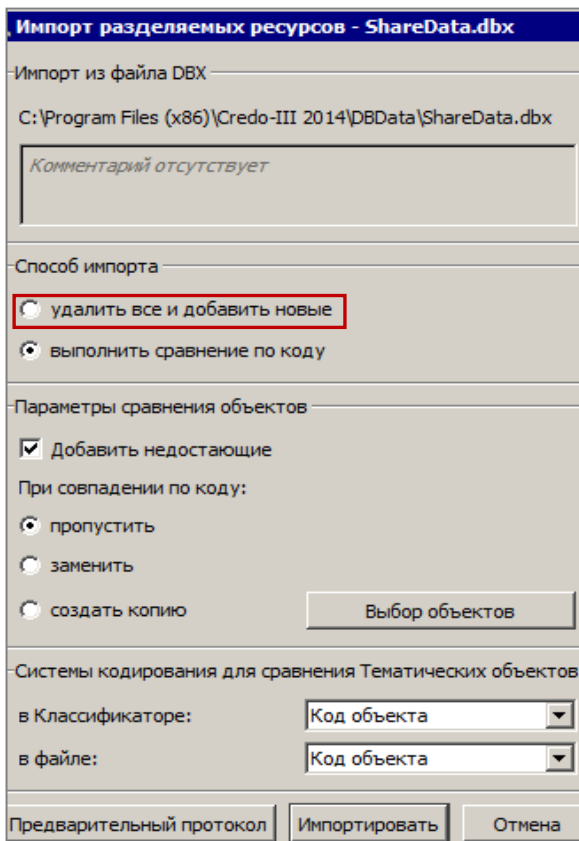 Импорт разделяемых ресурсов - ShareData.dbx
Импорт из файла DBX
C:\Program Files (x86)\Credo-III 2014\DBData\ShareData.dbx
Комментарий отсутствует
Способ импорта
удалить все и добавить новые
выполнить сравнение по коду
Параметры сравнения объектов
Добавить недостающие
При совпадении по коду:
пропустить
заменить
создать копию
Выбор объектов
Системы кодирования для сравнения Тематических объектов
в Классификаторе:
Код объекта
в файле:
Код объекта
Предварительный протокол
Импортировать
Отмена